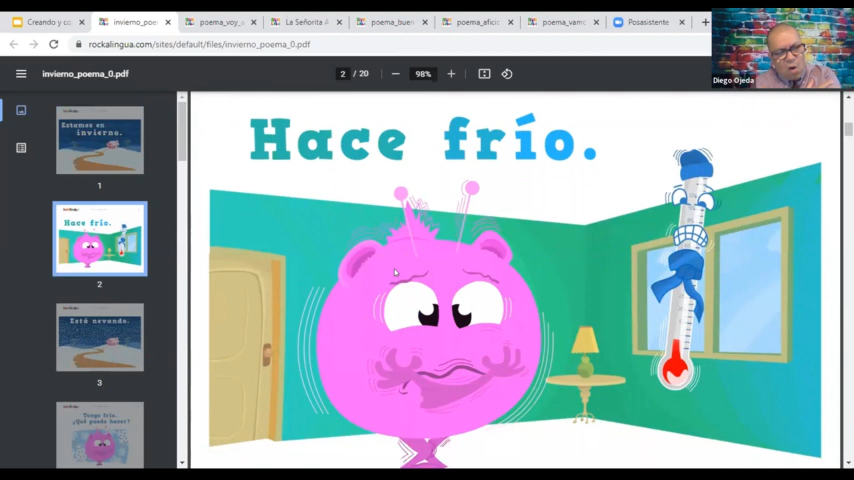 Creando y co
invierno_poem
poema_voy_a
La Señorita A
poema_buen
poema_aficio
poema_vamo
Posasistente
rockalingua.com/sites/default/files/invierno_poema_0.pdf
Diego Ojeda
invierno_poema_0.pdf
2 / 20
98%
Estamos en
invierno.
1
Hace frío.
2
Está nevando.
3
Tengo frío.
¿Qué puedo hacer?
Hace frío.